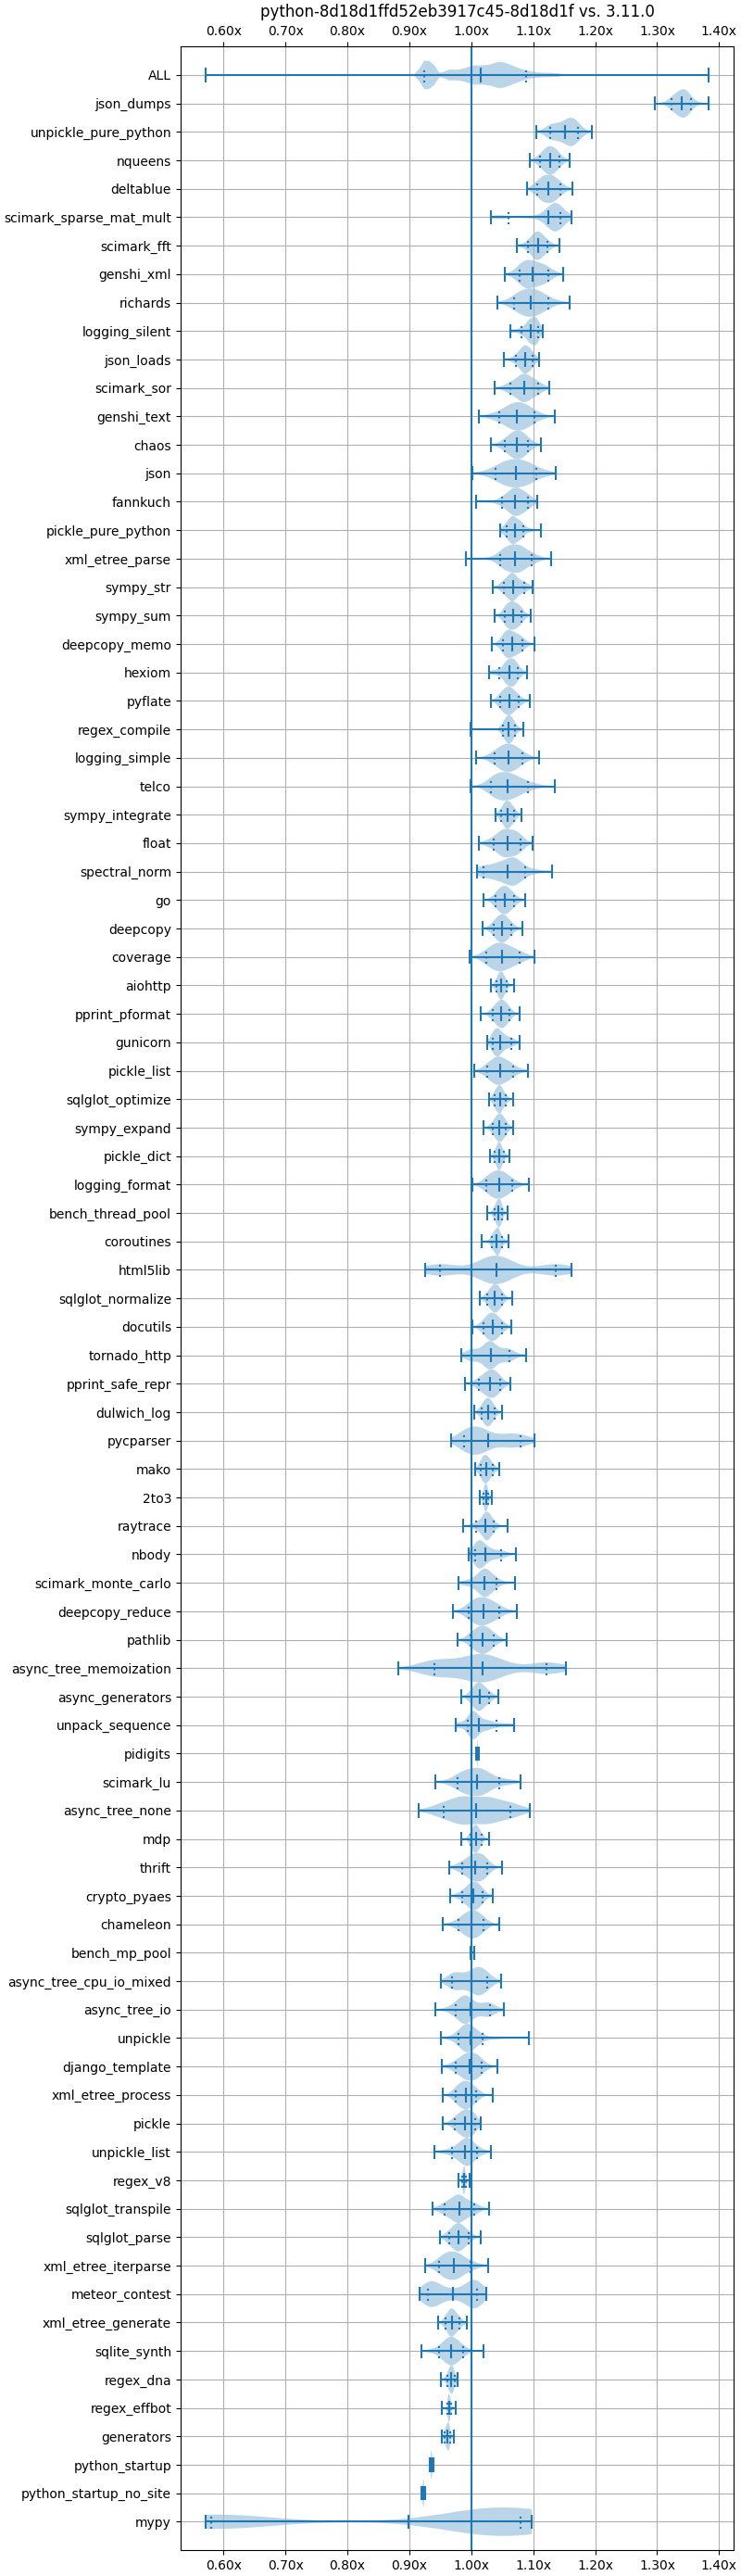 python-8d18d1ffd52eb3917c45-8d18d1f vs. 3.11.0
0.60x 0.70x 0.80x 0.90x 1.00x 1.10x 1.20x 1.30x 1.40x
ALL
json_dumps
unpickle_pure_python
nqueens
deltablue
scimark_sparse_mat_mult
scimark_fft
genshi_xml
richards
logging_silent
json_loads
scimark_sor
genshi_text
chaos
json
fannkuch
pickle_pure_python
xml_etree_parse
sympy_str
sympy_sum
deepcopy_memo
hexiom
pyflate
regex_compile
logging_simple
telco
sympy_integrate
float
spectral_norm
go
deepcopy
coverage
aiohttp
pprint_pformat
gunicorn
pickle_list
sqlglot_optimize
sympy_expand
pickle_dict
logging_format
bench_thread_pool
coroutines
html5lib
sqlglot_normalize
docutils
tornado_http
pprint_safe_repr
dulwich_log
pycparser
mako
2to3
raytrace
nbody
scimark_monte_carlo
deepcopy_reduce
pathlib
async_tree_memoization
async_generators
unpack_sequence
pidigits
scimark_lu
async_tree_none
mdp
thrift
crypto_pyaes
chameleon
bench_mp_pool
async_tree_cpu_io_mixed
async_tree_io
unpickle
django_template
xml_etree_process
pickle
unpickle_list
regex_v8
sqlglot_transpile
sqlglot_parse
xml_etree_iterparse
meteor_contest
xml_etree_generate
sqlite_synth
regex_dna
regex_effbot
generators
python_startup
python_startup_no_site
mypy
0.60x 0.70x 0.80x 0.90x 1.00x 1.10x 1.20x 1.30x 1.40x